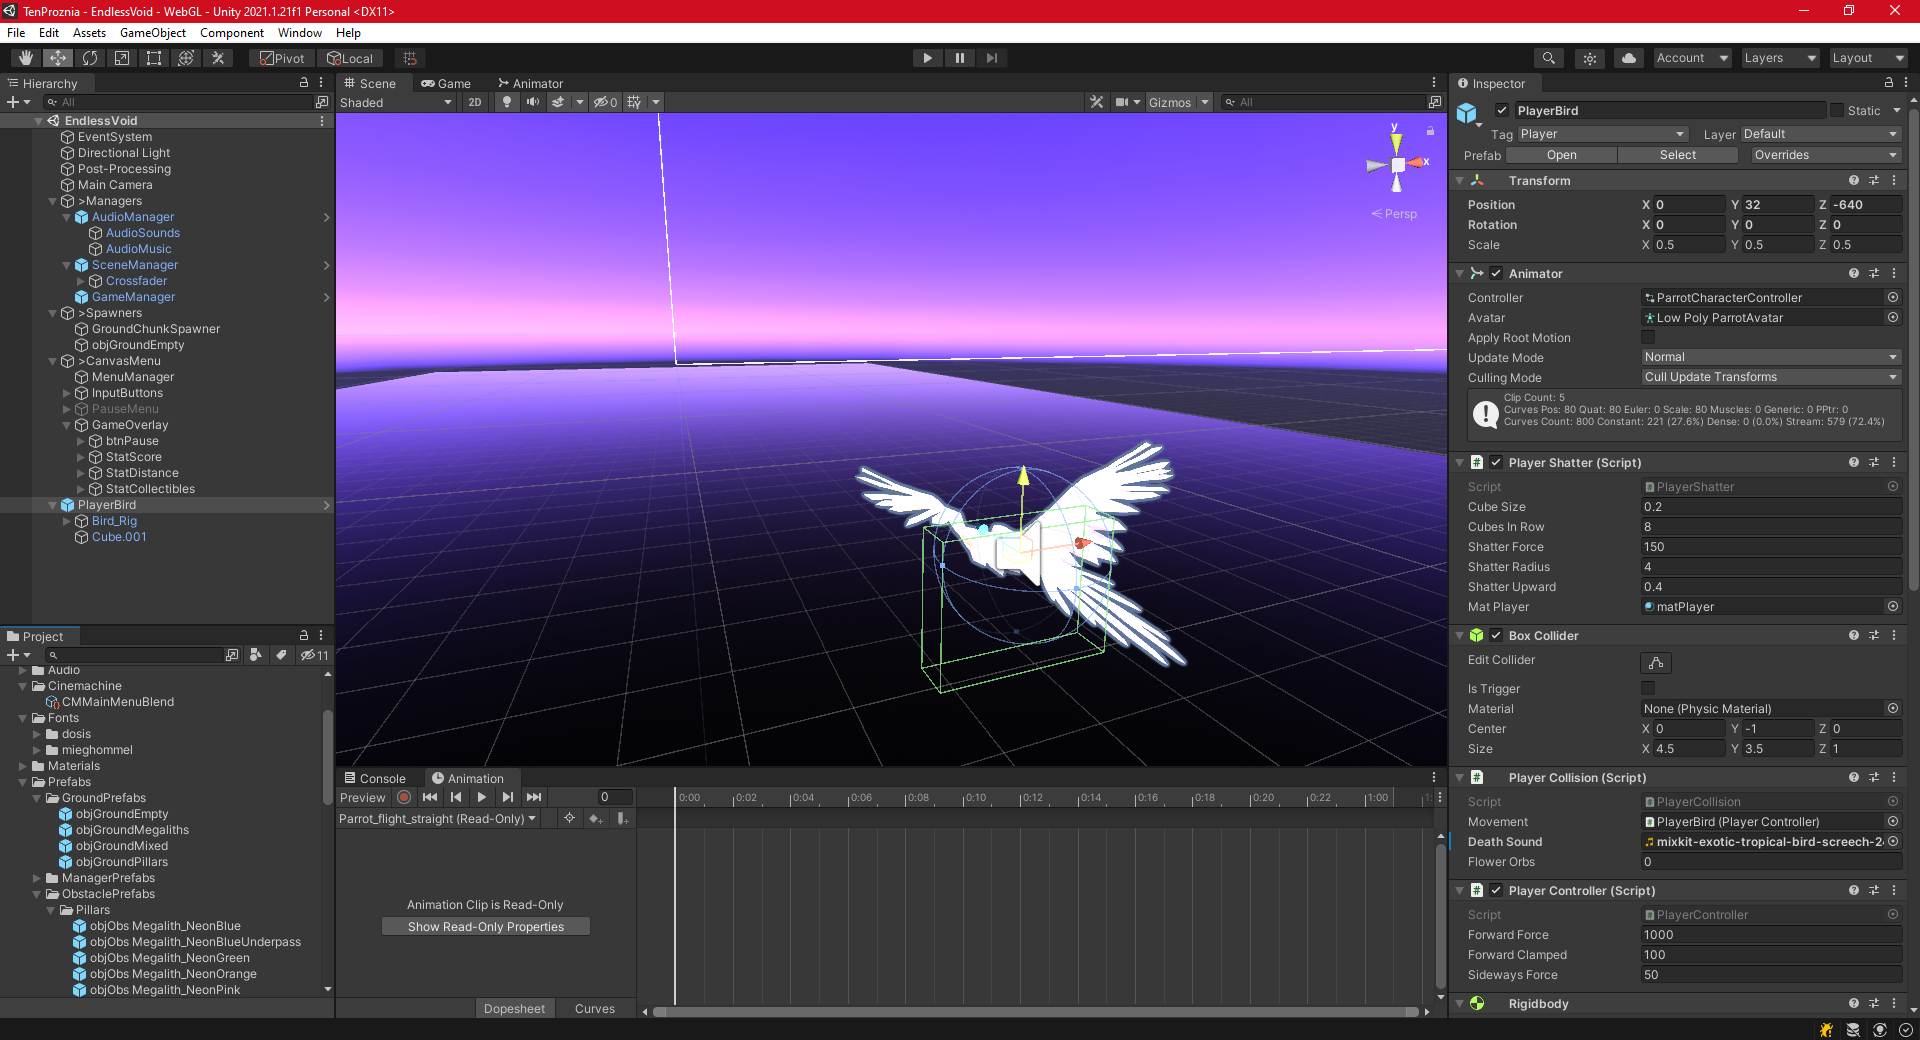 TenProznia - EndlessVoid - WebGL - Unity 2021.1.21f1 Personal <DX11>
File Edit Assets GameObject Component Window Help
Pivot Local Account Layers Layout
Hierarchy
All
EndlessVoid
EventSystem
Directional Light
Post-Processing
Main Camera
>Managers
AudioManager
AudioSounds
AudioMusic
SceneManager
Crossfader
GameManager
>Spawners
GroundChunkSpawner
objGroundEmpty
>CanvasMenu
MenuManager
InputButtons
PauseMenu
GameOverlay
btnPause
StatScore
StatDistance
StatCollectibles
PlayerBird
Bird_Rig
Cube.001
Project
11
Audio
Cinemachine
CMMainMenuBlend
Fonts
dosis
mieghommel
Materials
Prefabs
GroundPrefabs
objGroundEmpty
objGroundMegaliths
objGroundMixed
objGroundPillars
ManagerPrefabs
ObstaclePrefabs
Pillars
objObs Megalith_NeonBlue
objObs Megalith_NeonBlueUnderpass
objObs Megalith_NeonGreen
objObs Megalith_NeonOrange
objObs Megalith_NeonPink
Scene Game Animator
Shaded 2D 0 Gizmos All
y
x
Persp
Console Animation
Preview 0 0:00 0:02 0:04 0:06 0:08 0:10 0:12 0:14 0:16 0:18 0:20 0:22 1:00
Parrot_flight_straight (Read-Only)
Animation Clip is Read-Only
Show Read-Only Properties
Dopesheet Curves
Inspector
PlayerBird Static
Tag Player Layer Default
Prefab Open Select Overrides
Transform
Position X 0 Y 32 Z -640
Rotation X 0 Y 0 Z 0
Scale X 0.5 Y 0.5 Z 0.5
Animator
Controller ParrotCharacterController
Avatar Low Poly ParrotAvatar
Apply Root Motion
Update Mode Normal
Culling Mode Cull Update Transforms
Clip Count: 5
Curves Pos: 80 Quat: 80 Euler: 0 Scale: 80 Muscles: 0 Generic: 0 PPtr: 0
Curves Count: 800 Constant: 221 (27.6%) Dense: 0 (0.0%) Stream: 579 (72.4%)
Player Shatter (Script)
Script PlayerShatter
Cube Size 0.2
Cubes In Row 8
Shatter Force 150
Shatter Radius 4
Shatter Upward 0.4
Mat Player matPlayer
Box Collider
Edit Collider
Is Trigger
Material None (Physic Material)
Center X 0 Y -1 Z 0
Size X 4.5 Y 3.5 Z 1
Player Collision (Script)
Script PlayerCollision
Movement PlayerBird (Player Controller)
Death Sound mixkit-exotic-tropical-bird-screech-2
Flower Orbs 0
Player Controller (Script)
Script PlayerController
Forward Force 1000
Forward Clamped 100
Sideways Force 50
Rigidbody